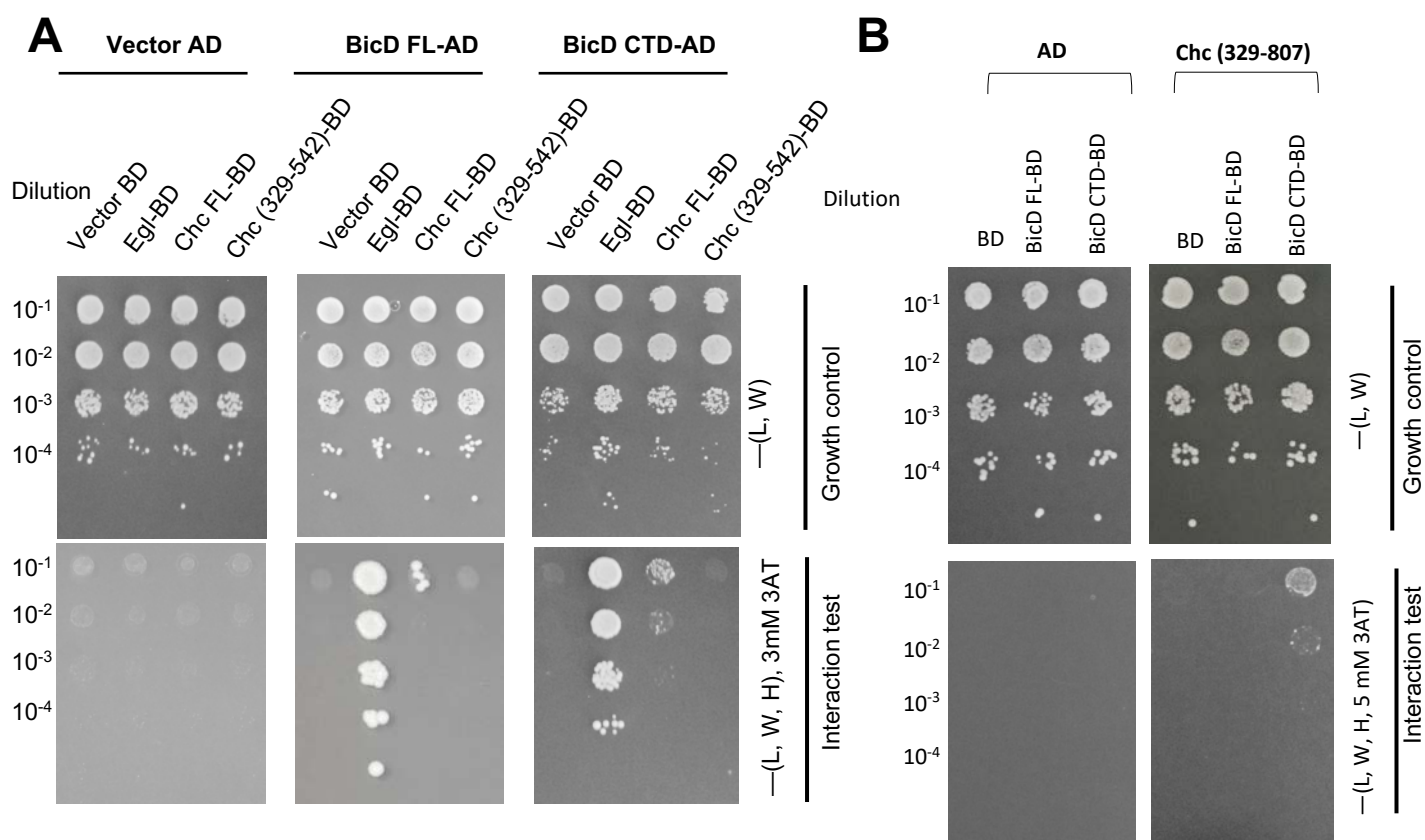 A
Vector AD
BicD FL-AD
BicD CTD-AD
Dilution
Vector BD
Egl-BD
Chc FL-BD
Chc (329-542)-BD
Vector BD
Egl-BD
Chc FL-BD
Chc (329-542)-BD
Vector BD
Egl-BD
Chc FL-BD
Chc (329-542)-BD
10-1
10-2
10-3
10-4
—(L, W)
Growth control
10-1
10-2
10-3
10-4
—(L, W, H), 3mM 3AT
Interaction test
B
AD
Chc (329-807)
Dilution
BD
BicD FL-BD
BicD CTD-BD
BD
BicD FL-BD
BicD CTD-BD
10-1
10-2
10-3
10-4
—(L, W)
Growth control
10-1
10-2
10-3
10-4
—(L, W, H, 5 mM 3AT)
Interaction test